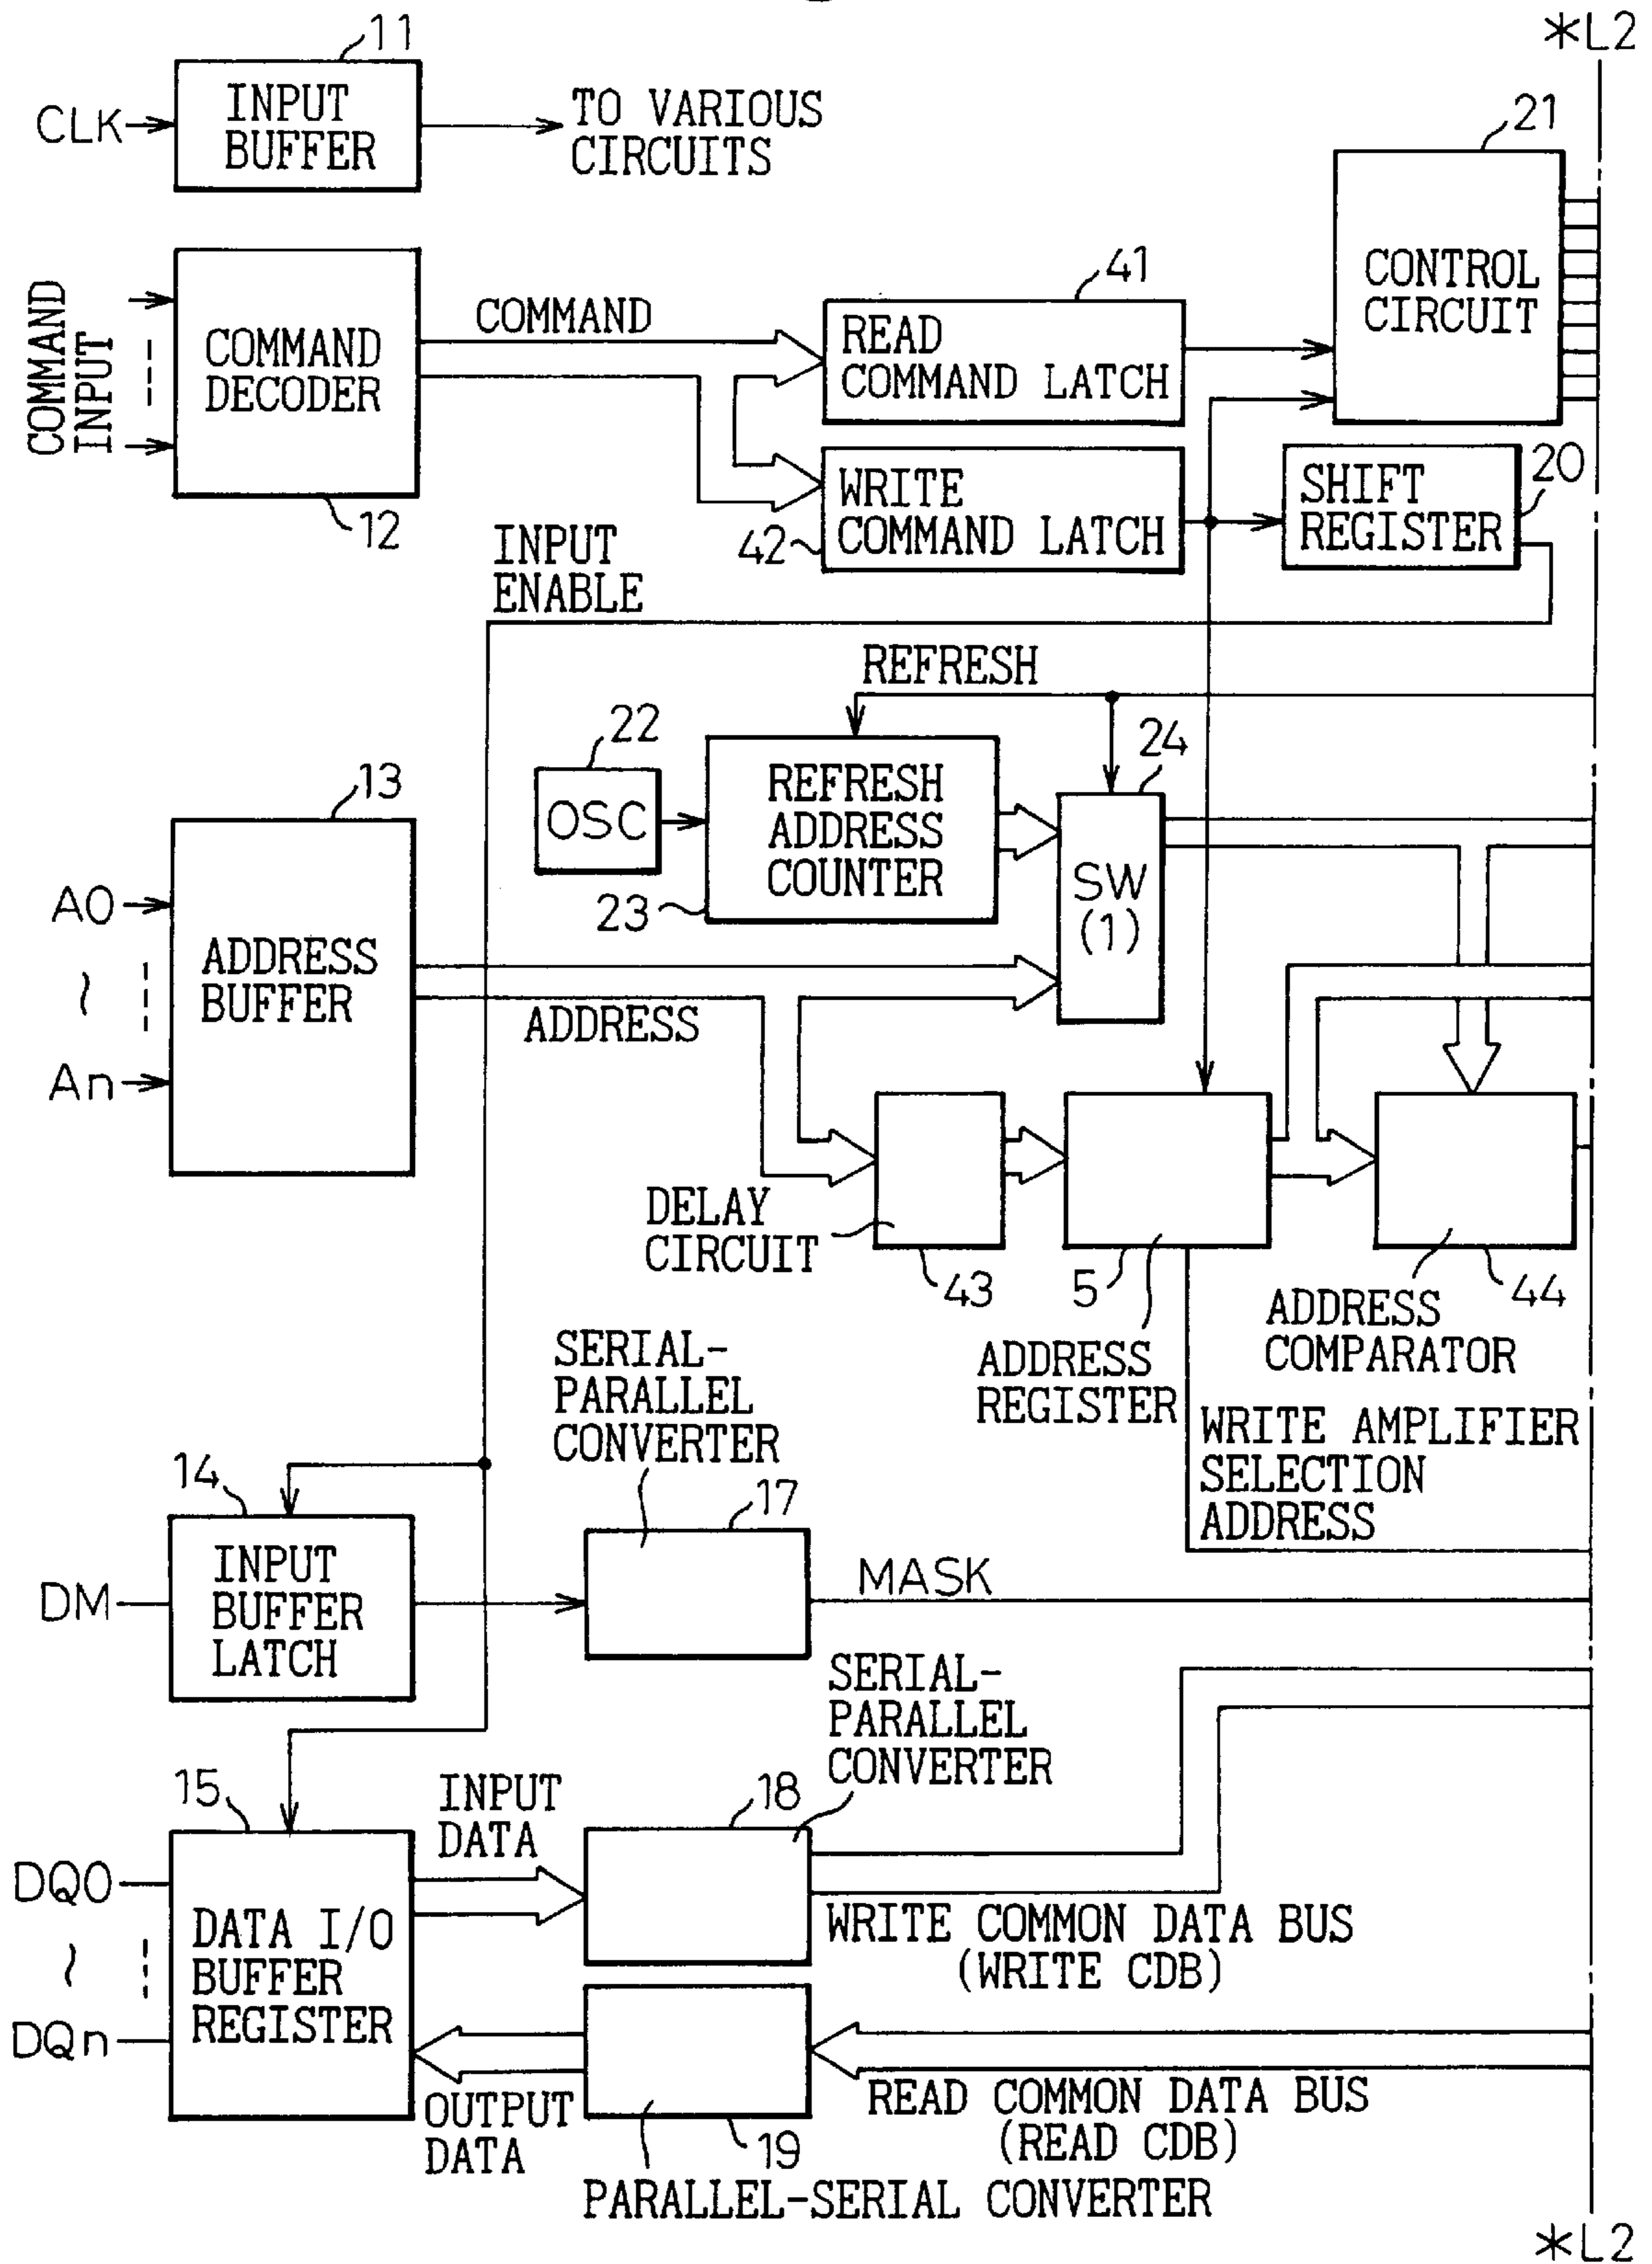 *L2
11
INPUT
BUFFER
CLK
TO VARIOUS
CIRCUITS
21
CONTROL
CIRCUIT
COMMAND
INPUT
COMMAND
DECODER
12
COMMAND
41
READ
COMMAND LATCH
WRITE
COMMAND LATCH
42
SHIFT
REGISTER
20
INPUT
ENABLE
REFRESH
22
OSC
REFRESH
ADDRESS
COUNTER
23
24
SW
(1)
13
A0
~
An
ADDRESS
BUFFER
ADDRESS
DELAY
CIRCUIT
43
5
ADDRESS
REGISTER
44
ADDRESS
COMPARATOR
WRITE AMPLIFIER
SELECTION
ADDRESS
SERIAL-
PARALLEL
CONVERTER
14
17
DM
INPUT
BUFFER
LATCH
MASK
SERIAL-
PARALLEL
CONVERTER
15
INPUT
DATA
18
DQ0
~
DQn
DATA I/O
BUFFER
REGISTER
WRITE COMMON DATA BUS
(WRITE CDB)
OUTPUT
DATA
19
READ COMMON DATA BUS
(READ CDB)
PARALLEL-SERIAL CONVERTER
*L2